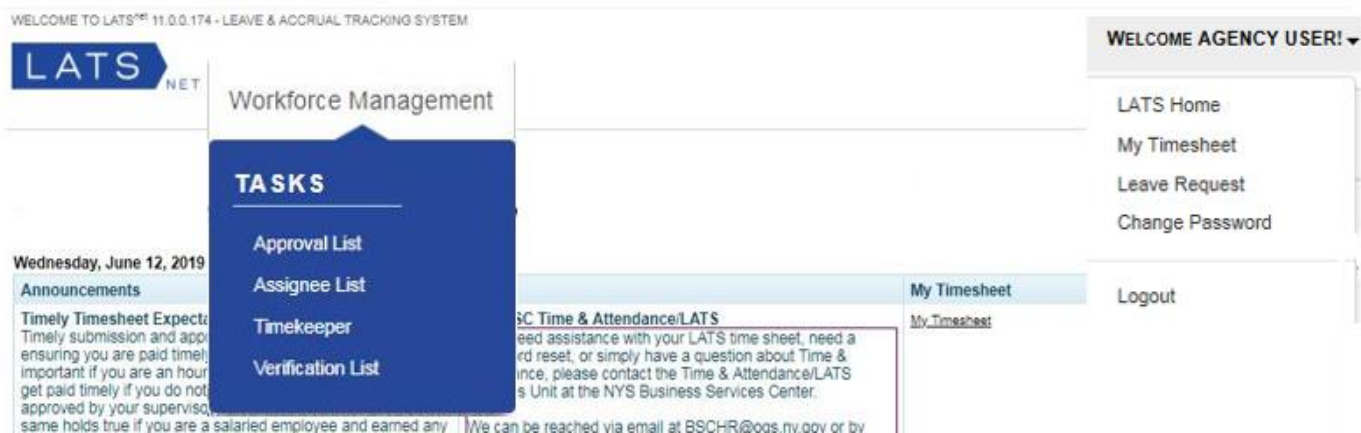 WELCOME TO LATSnet 11.0.0.174 - LEAVE & ACCRUAL TRACKING SYSTEM
LATS
NET
Workforce Management
TASKS
Approval List
Assignee List
Timekeeper
Verification List
WELCOME AGENCY USER!
LATS Home
My Timesheet
Leave Request
Change Password
Logout
Wednesday, June 12, 2019
Announcements
Timely Timesheet
Timely submission and
ensuring you are paid
important if you are an hour
get paid timely if you do not
approved by your
same holds true if you are a salaried employee and earned any
SC Time & Attendance/LATS
eed assistance with your LATS time sheet, need a
rd reset, or simply have a question about Time &
nce, please contact the Time & Attendance/LATS
s Unit at the NYS Business Services Center.
We can be reached via email at BSCHR@ogs.ny.gov or by
My Timesheet
My Timesheet